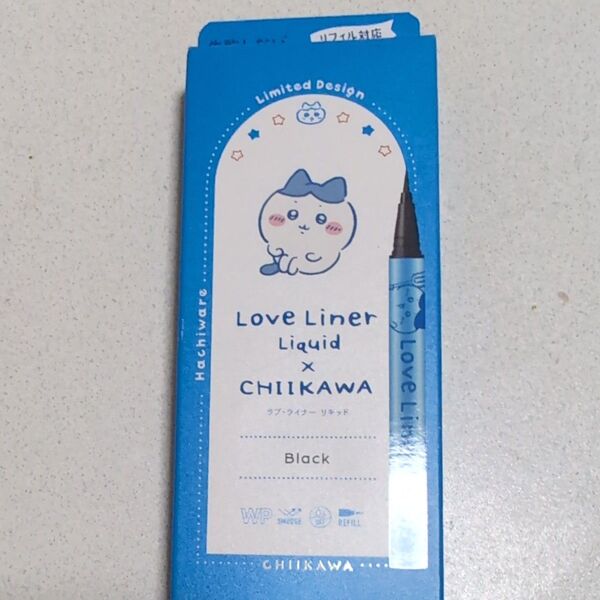 リフィル対応
Limited Design
Hachiware
Love Liner
Liquid
×
CHIIKAWA
ラブ・ライナー リキッド
Black
WP
SMUDGE
REFILL
CHIIKAWA
Love Lin